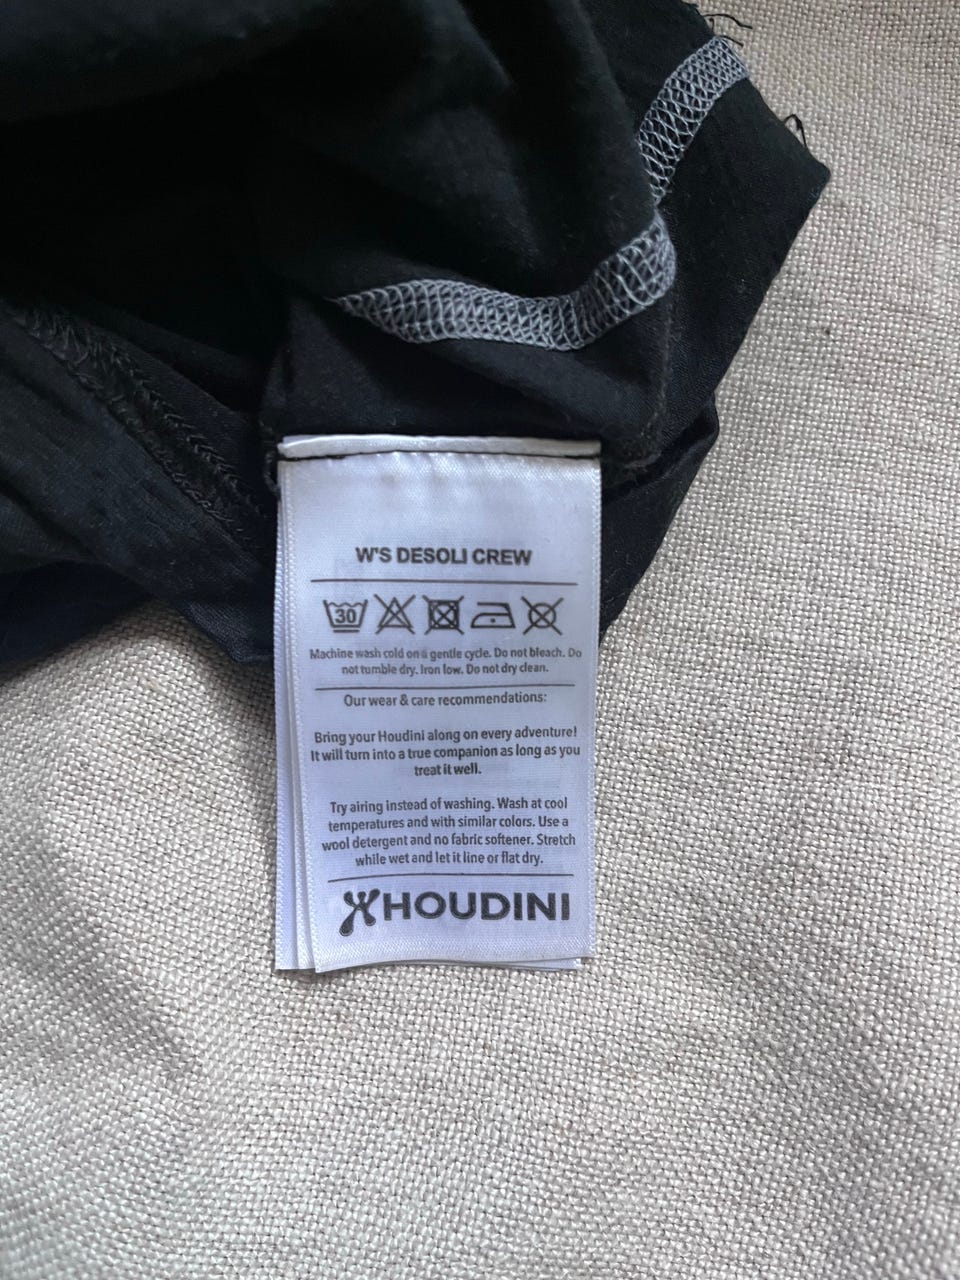 W'S DESOLI CREW
30
Machine wash cold on a gentle cycle. Do not bleach. Do
not tumble dry. Iron low. Do not dry clean.
Our wear & care recommendations:
Bring your Houdini along on every adventure!
It will turn into a true companion as long as you
treat it well.
Try airing instead of washing. Wash at cool
temperatures and with similar colors. Use a
wool detergent and no fabric softener. Stretch
while wet and let it line or flat dry.
HOUDINI